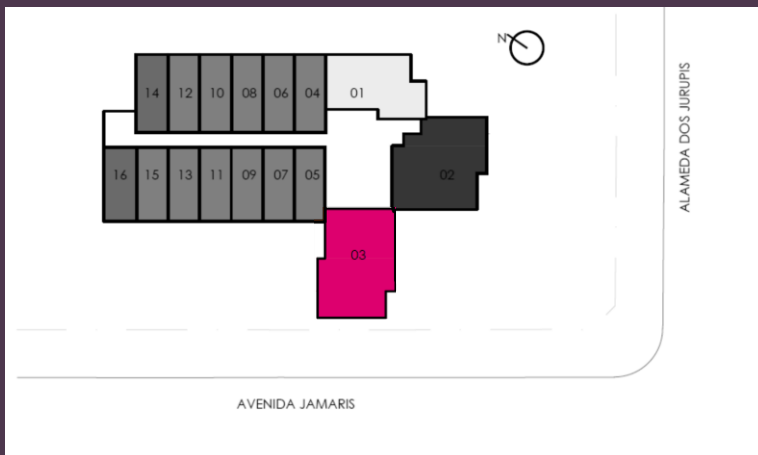 N
14 12 10 08 06 04 01
16 15 13 11 09 07 05 02
03
ALAMEDA DOS JURUPIS
AVENIDA JAMARIS